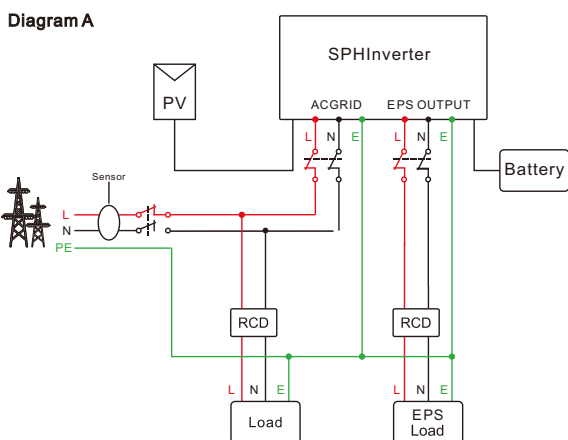 Diagram A
SPHInverter
PV
ACGRID EPS OUTPUT
L N E L N E
Battery
Sensor
L
N
PE
RCD RCD
L N E L N E
Load
EPS
Load